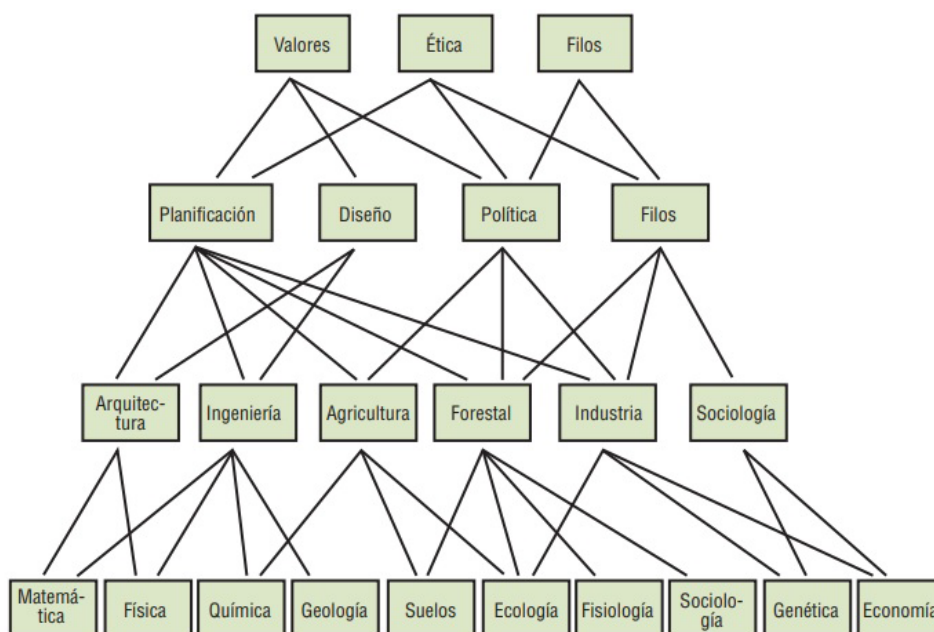 Valores
Ética
Filos
Planificación
Diseño
Política
Filos
Arquitec-
tura
Ingeniería
Agricultura
Forestal
Industria
Sociología
Matemá-
tica
Física
Química
Geología
Suelos
Ecología
Fisiología
Sociolo-
gía
Genética
Economía